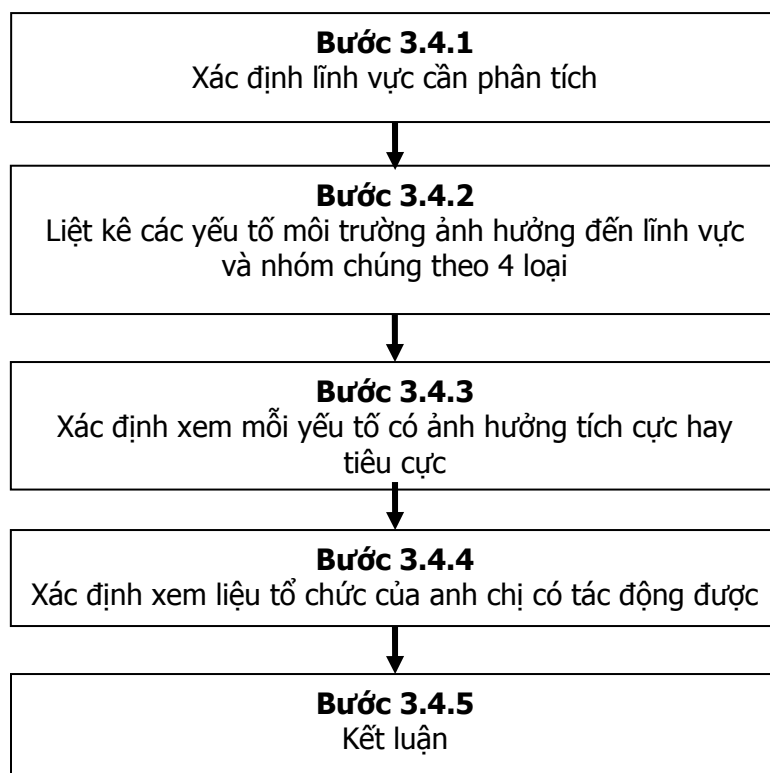 Bước 3.4.1
Xác định lĩnh vực cần phân tích
Bước 3.4.2
Liệt kê các yếu tố môi trường ảnh hưởng đến lĩnh vực
và nhóm chúng theo 4 loại
Bước 3.4.3
Xác định xem mỗi yếu tố có ảnh hưởng tích cực hay
tiêu cực
Bước 3.4.4
Xác định xem liệu tổ chức của anh chị có tác động được
Bước 3.4.5
Kết luận